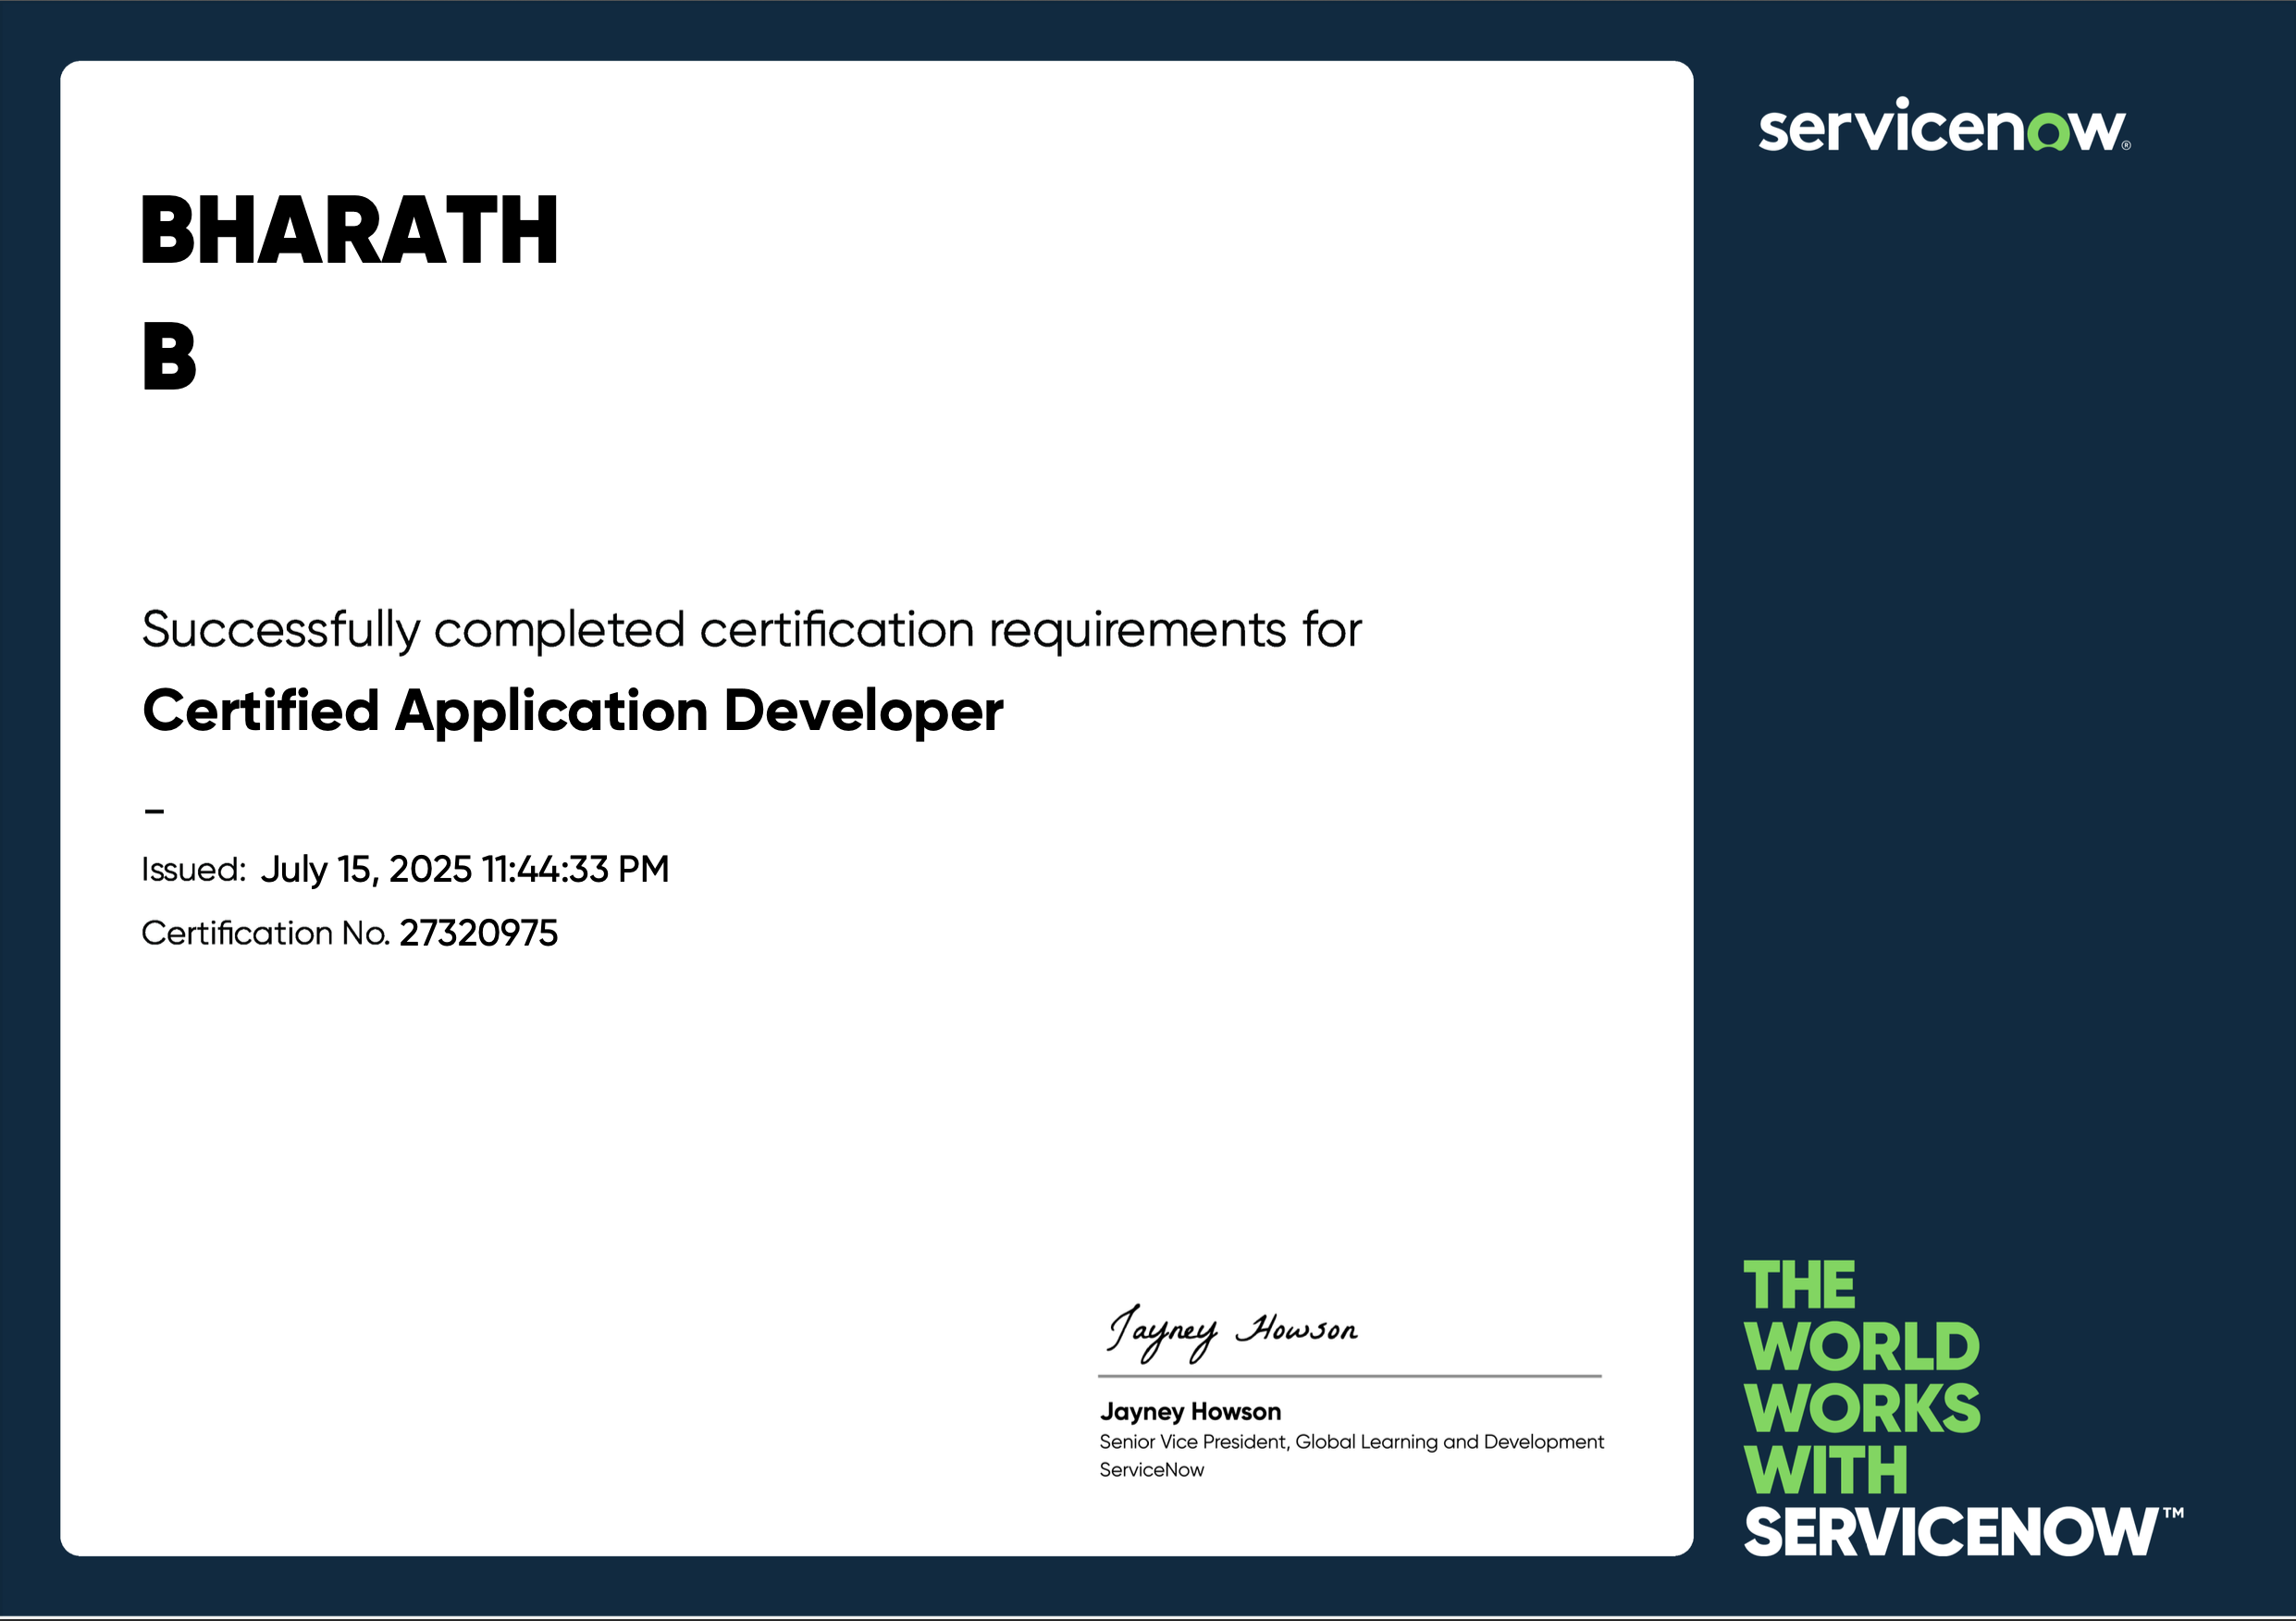 servicenow®
BHARATH
B
Successfully completed certification requirements for
Certified Application Developer
–
Issued: July 15, 2025 11:44:33 PM
Certification No. 27320975
Jayney Howson
Jayney Howson
Senior Vice President, Global Learning and Development
ServiceNow
THE
WORLD
WORKS
WITH
SERVICENOW™